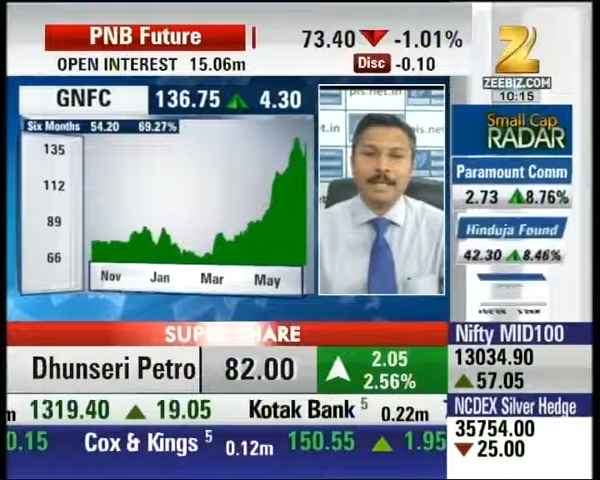 PNB Future 73.40 -1.01%
OPEN INTEREST 15.06m Disc -0.10
Z
ZEEBIZ.COM
10:15
GNFC 136.75 4.30
Six Months 54.20 69.27%
135
112
89
66
Nov Jan Mar May
pis.net.in
Small Cap
RADAR
Paramount Comm
2.73 8.76%
Hinduja Found
42.30 8.46%
SUPER SHARE
Dhunseri Petro 82.00 2.05
2.56%
Nifty MID100
13034.90
57.05
m 1319.40 19.05 Kotak Bank 5 0.22m
0.15 Cox & Kings 5 0.12m 150.55 1.95
NCDEX Silver Hedge
35754.00
25.00